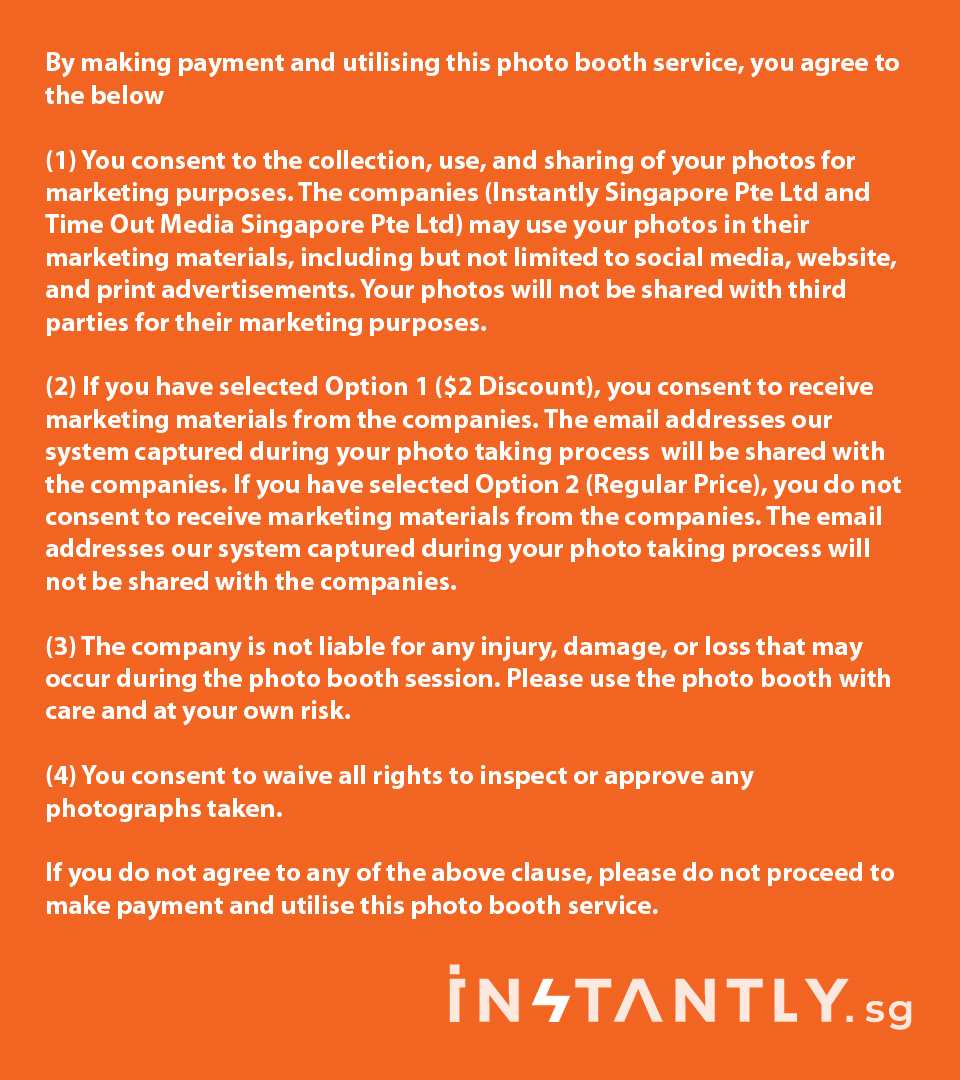 By making payment and utilising this photo booth service, you agree to
the below
(1) You consent to the collection, use, and sharing of your photos for
marketing purposes. The companies (Instantly Singapore Pte Ltd and
Time Out Media Singapore Pte Ltd) may use your photos in their
marketing materials, including but not limited to social media, website,
and print advertisements. Your photos will not be shared with third
parties for their marketing purposes.
(2) If you have selected Option 1 ($2 Discount), you consent to receive
marketing materials from the companies. The email addresses our
system captured during your photo taking process  will be shared with
the companies. If you have selected Option 2 (Regular Price), you do not
consent to receive marketing materials from the companies. The email
addresses our system captured during your photo taking process will
not be shared with the companies.
(3) The company is not liable for any injury, damage, or loss that may
occur during the photo booth session. Please use the photo booth with
care and at your own risk.
(4) You consent to waive all rights to inspect or approve any
photographs taken.
If you do not agree to any of the above clause, please do not proceed to
make payment and utilise this photo booth service.
iNSTANTLY.sg